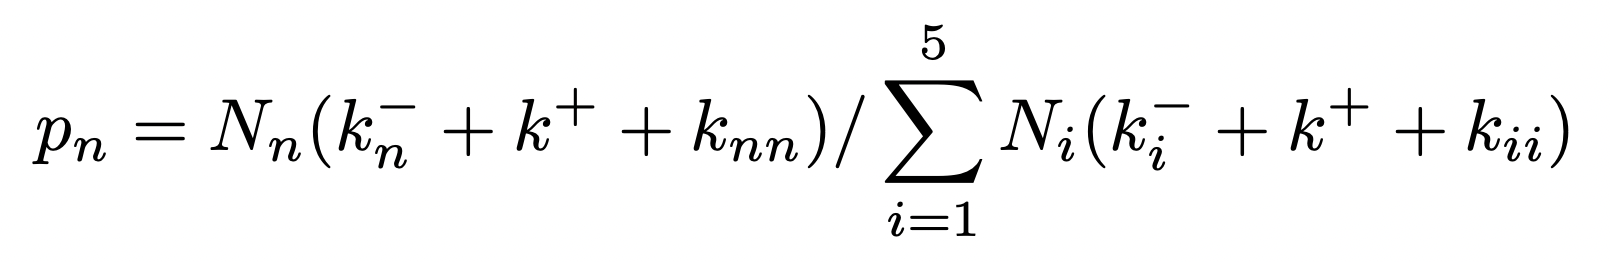 $p_n = N_n(k_n^- + k^+ + k_{nn})/\sum_{i=1}^{5} N_i(k_i^- + k^+ + k_{ii})$